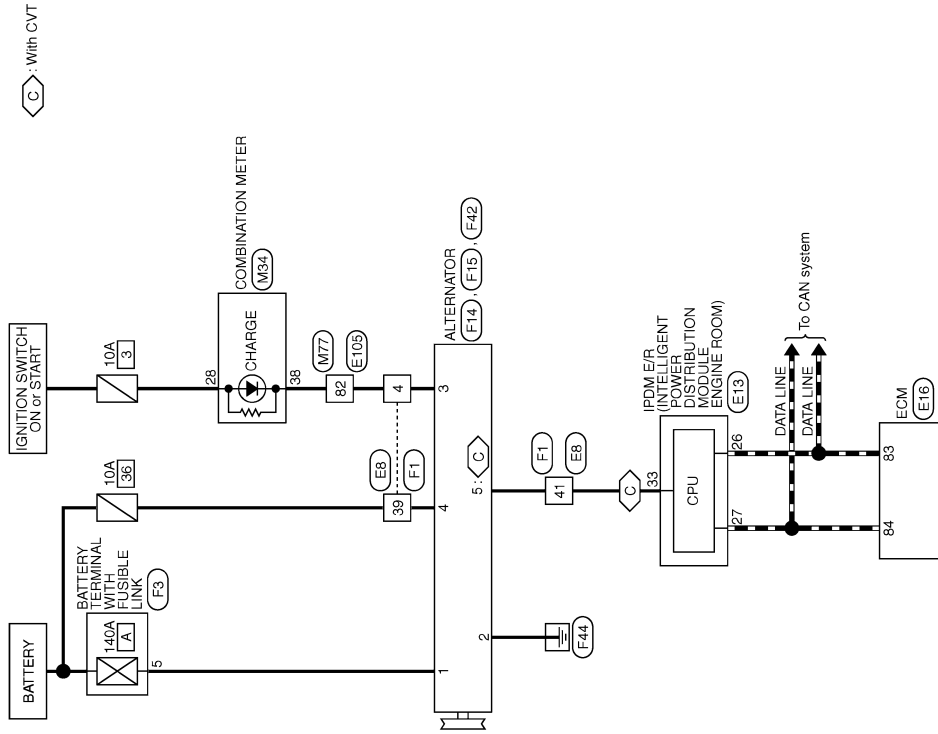 C : With CVT
IGNITION SWITCH
ON or START
BATTERY
10A
3
10A
36
BATTERY
TERMINAL
WITH
FUSIBLE
LINK
F3
140A
A
5
COMBINATION METER
M34
28
CHARGE
38
M77
82
E105
4
E8
39
F1
ALTERNATOR
F14 , F15 , F42
1
4
3
2
5 : C
F44
F1
41
E8
C
33
IPDM E/R
(INTELLIGENT
POWER
DISTRIBUTION
MODULE
ENGINE ROOM)
E13
CPU
27
26
DATA LINE
DATA LINE
To CAN system
84
83
ECM
E16